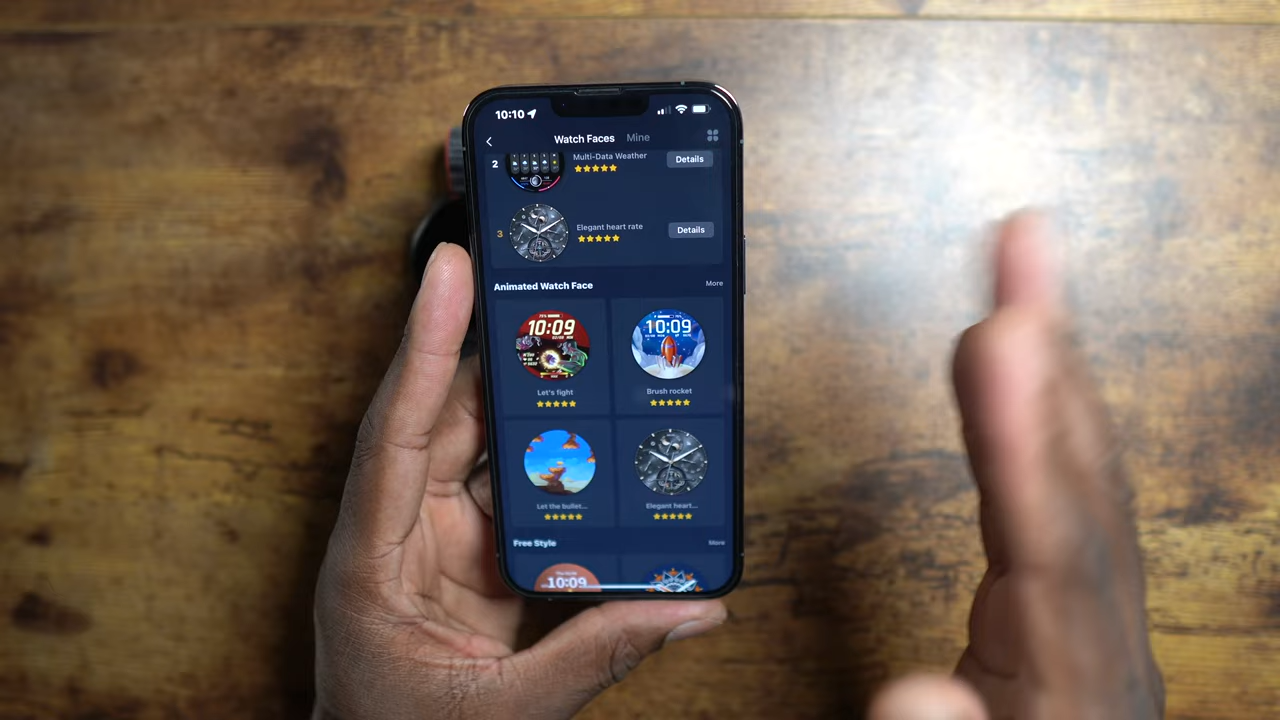 10:10
Watch Faces Mine
2 Multi-Data Weather Details
3 Elegant heart rate Details
Animated Watch Face More
10:09 10:09
Let's fight Brush rocket
Let the bullet... Elegant heart...
Free Style More
10:09